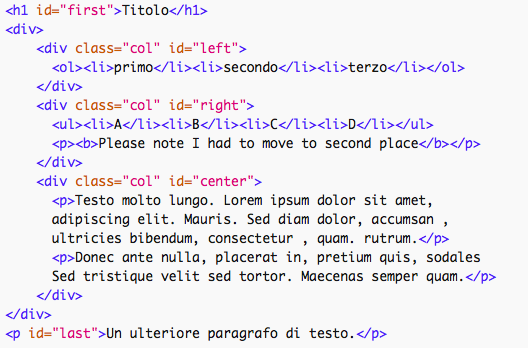 <h1 id="first">Titolo</h1>
<div>
<div class="col" id="left">
<ol><li>primo</li><li>secondo</li><li>terzo</li></ol>
</div>
<div class="col" id="right">
<ul><li>A</li><li>B</li><li>C</li><li>D</li></ul>
<p><b>Please note I had to move to second place</b></p>
</div>
<div class="col" id="center">
<p>Testo molto lungo. Lorem ipsum dolor sit amet,
adipiscing elit. Mauris. Sed diam dolor, accumsan ,
ultricies bibendum, consectetur , quam. rutrum.</p>
<p>Donec ante nulla, placerat in, pretium quis, sodales
Sed tristique velit sed tortor. Maecenas semper quam.</p>
</div>
</div>
<p id="last">Un ulteriore paragrafo di testo.</p>